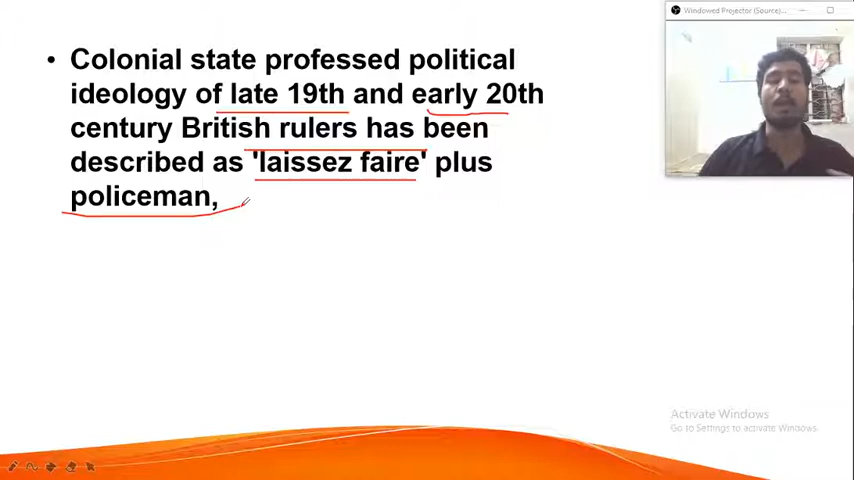 Windowed Projector (Source)...
• Colonial state professed political
ideology of late 19th and early 20th
century British rulers has been
described as 'laissez faire' plus
policeman,
Activate Windows
Go to Settings to activate Windows.